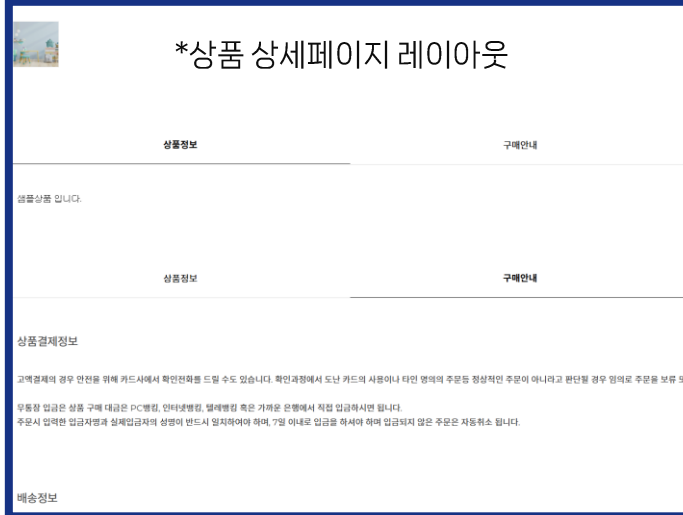 *상품 상세페이지 레이아웃
상품정보
구매안내
샘플상품 입니다.
상품정보
구매안내
상품결제정보
고액결제의 경우 안전을 위해 카드사에서 확인전화를 드릴 수도 있습니다. 확인과정에서 도난 카드의 사용이나 타인 명의의 주문등 정상적인 주문이 아니라고 판단될 경우 임의로 주문을 보류 또
무통장 입금은 상품 구매 대금은 PC뱅킹, 인터넷뱅킹, 텔레뱅킹 혹은 가까운 은행에서 직접 입금하시면 됩니다.
주문시 입력한 입금자명과 실제입금자의 성명이 반드시 일치하여야 하며, 7일 이내로 입금을 하셔야 하며 입금되지 않은 주문은 자동취소 됩니다.
배송정보